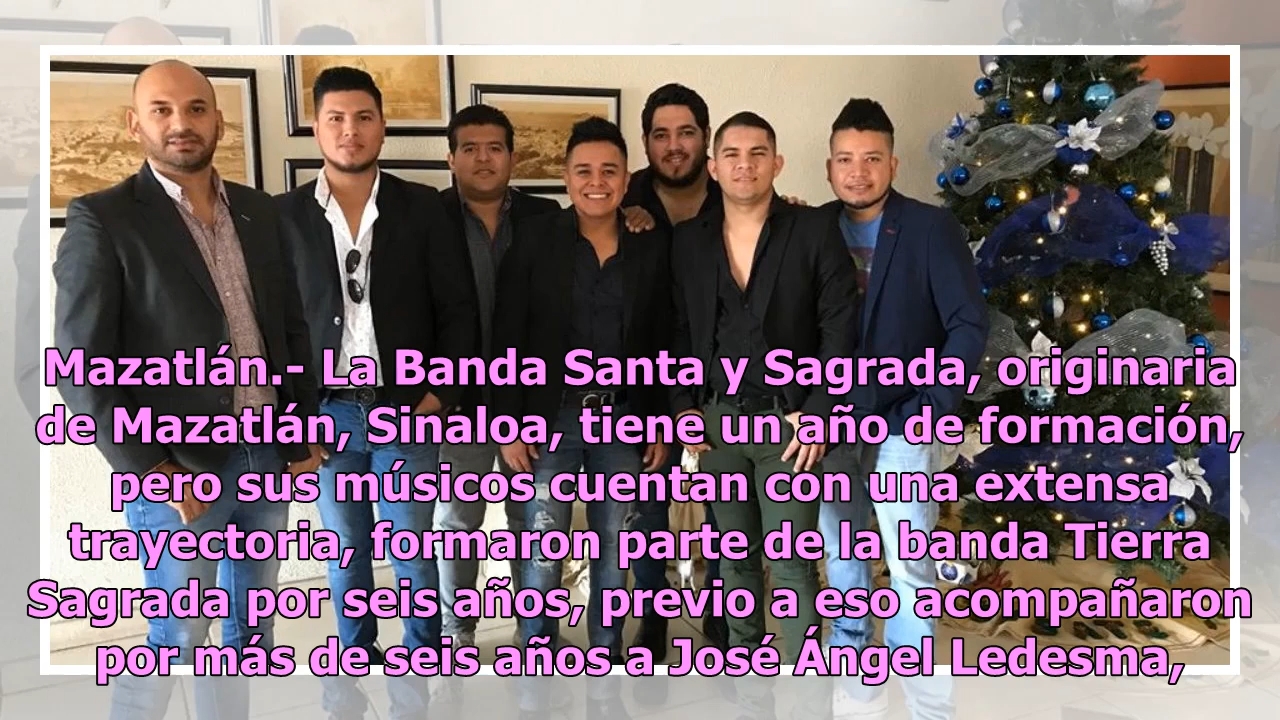 Mazatlán.- La Banda Santa y Sagrada, originaria
de Mazatlán, Sinaloa, tiene un año de formación,
pero sus músicos cuentan con una extensa
trayectoria, formaron parte de la banda Tierra
Sagrada por seis años, previo a eso acompañaron
por más de seis años a José Ángel Ledesma,